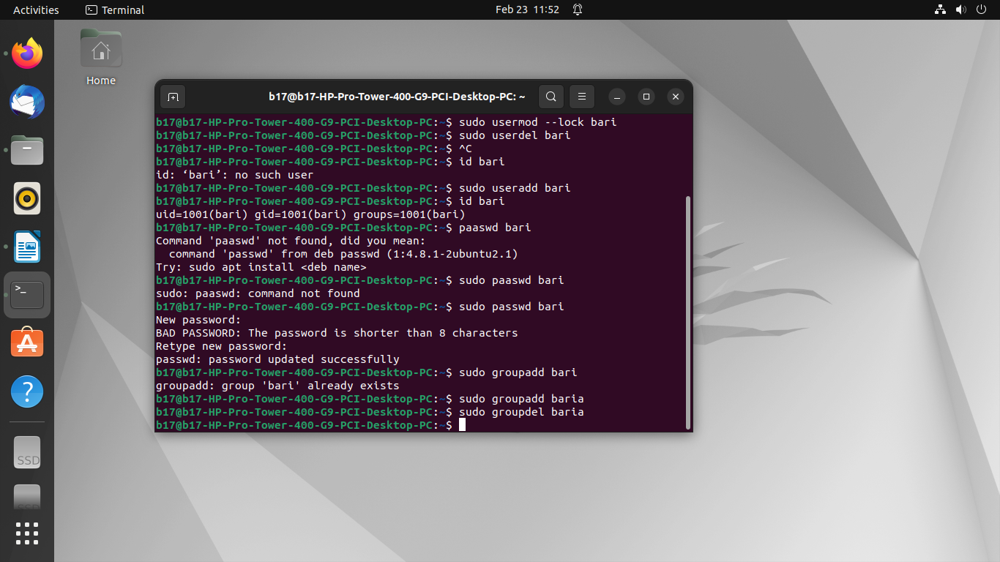 Activities
Terminal
Feb 23 11:52
Home
b17@b17-HP-Pro-Tower-400-G9-PCI-Desktop-PC: ~
b17@b17-HP-Pro-Tower-400-G9-PCI-Desktop-PC:~$ sudo usermod --lock bari
b17@b17-HP-Pro-Tower-400-G9-PCI-Desktop-PC:~$ sudo userdel bari
b17@b17-HP-Pro-Tower-400-G9-PCI-Desktop-PC:~$ ^C
b17@b17-HP-Pro-Tower-400-G9-PCI-Desktop-PC:~$ id bari
id: ‘bari’: no such user
b17@b17-HP-Pro-Tower-400-G9-PCI-Desktop-PC:~$ sudo useradd bari
b17@b17-HP-Pro-Tower-400-G9-PCI-Desktop-PC:~$ id bari
uid=1001(bari) gid=1001(bari) groups=1001(bari)
b17@b17-HP-Pro-Tower-400-G9-PCI-Desktop-PC:~$ paaswd bari
Command 'paaswd' not found, did you mean:
  command 'passwd' from deb passwd (1:4.8.1-2ubuntu2.1)
Try: sudo apt install <deb name>
b17@b17-HP-Pro-Tower-400-G9-PCI-Desktop-PC:~$ sudo paaswd bari
sudo: paaswd: command not found
b17@b17-HP-Pro-Tower-400-G9-PCI-Desktop-PC:~$ sudo passwd bari
New password:
BAD PASSWORD: The password is shorter than 8 characters
Retype new password:
passwd: password updated successfully
b17@b17-HP-Pro-Tower-400-G9-PCI-Desktop-PC:~$ sudo groupadd bari
groupadd: group 'bari' already exists
b17@b17-HP-Pro-Tower-400-G9-PCI-Desktop-PC:~$ sudo groupadd baria
b17@b17-HP-Pro-Tower-400-G9-PCI-Desktop-PC:~$ sudo groupdel baria
b17@b17-HP-Pro-Tower-400-G9-PCI-Desktop-PC:~$
SSD
SSD